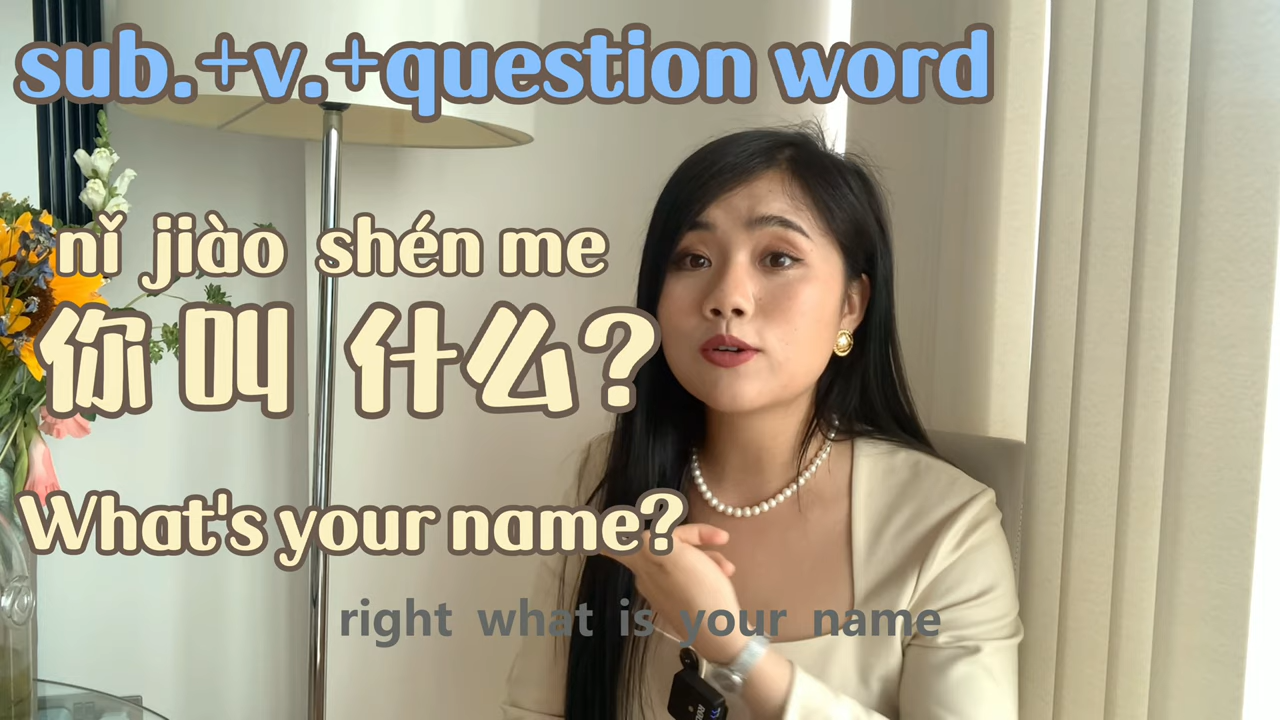 sub.+v.+question word
nǐ jiào shén me
你 叫 什么?
What's your name?
right what is your name